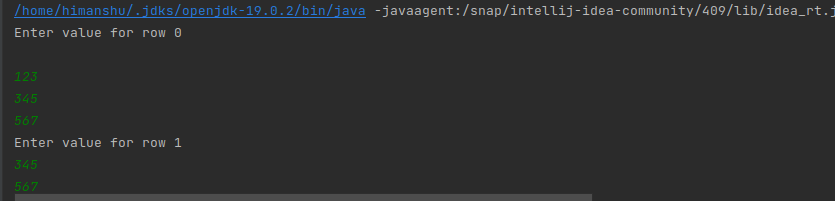 /home/himanshu/.jdks/openjdk-19.0.2/bin/java -javaagent:/snap/intellij-idea-community/409/lib/idea_rt.j
Enter value for row 0
123
345
567
Enter value for row 1
345
567